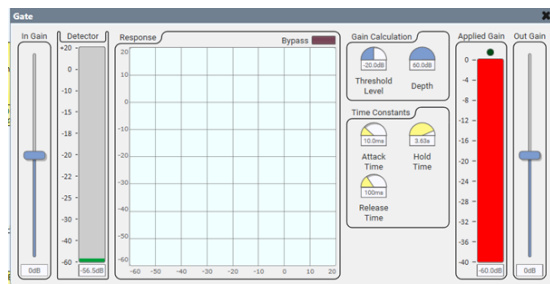 Gate
In Gain
Detector
Response
Bypass
Gain Calculation
Applied Gain
Out Gain
+20
0
-10
-15
-18
-20
-22
-25
-30
-40
-60
-56.5dB
20
10
0
-10
-20
-30
-40
-50
-60
-60 -50 -40 -30 -20 -10 0 10 20
-20.0dB
60.0dB
Threshold Level
Depth
Time Constants
10.0ms
3.63s
Attack Time
Hold Time
100ms
Release Time
0
-4
-8
-12
-16
-20
-24
-28
-32
-36
-40
-60.0dB
0dB
0dB